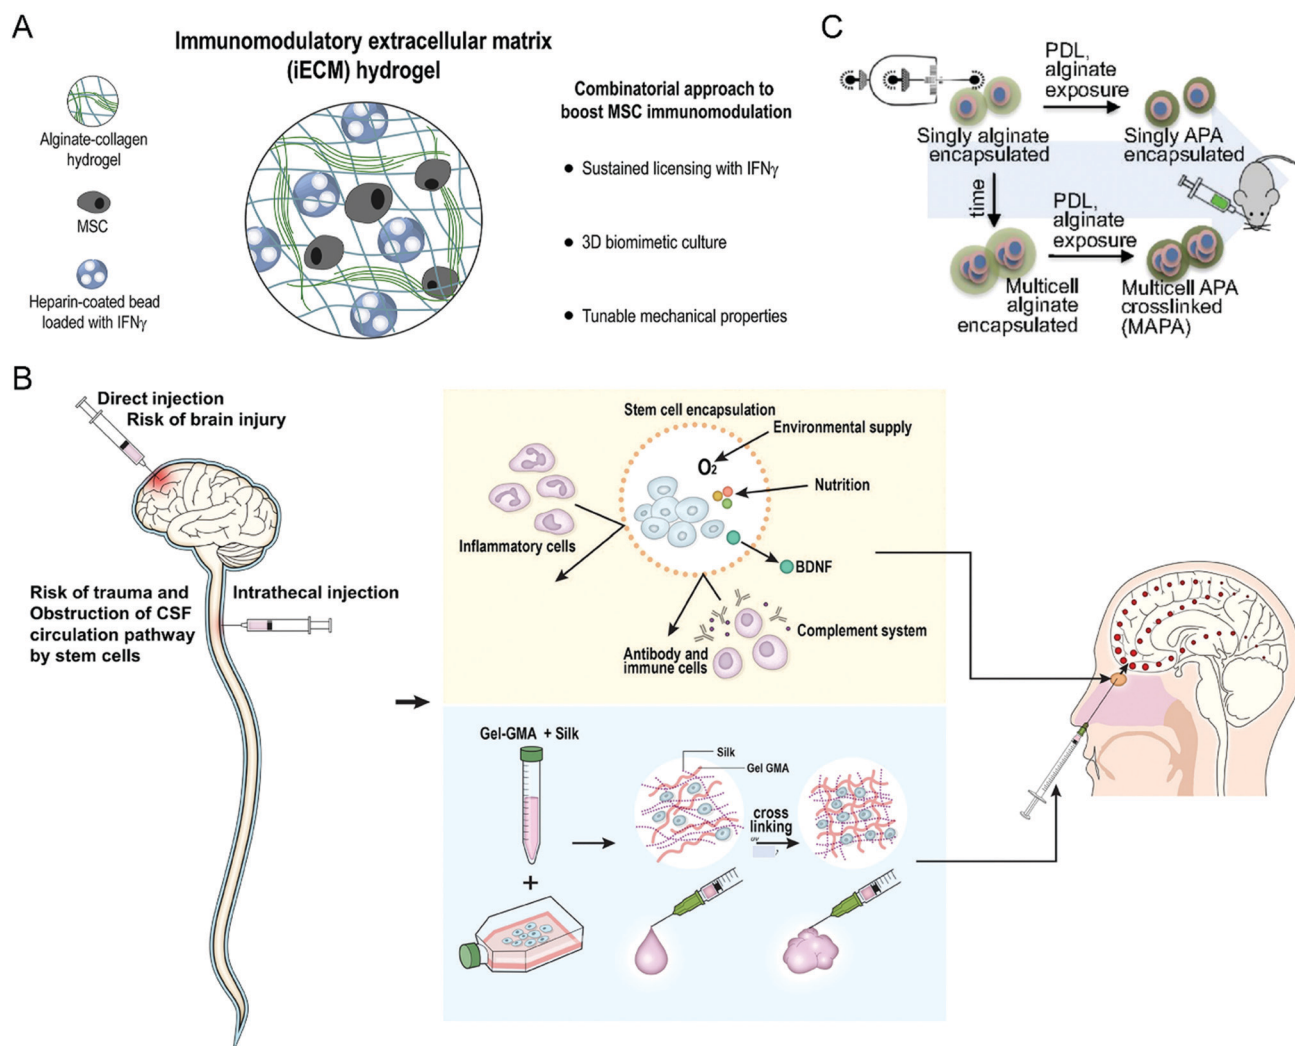 A
Immunomodulatory extracellular matrix
(iECM) hydrogel
Alginate-collagen
hydrogel
MSC
Heparin-coated bead
loaded with IFNγ
Combinatorial approach to
boost MSC immunomodulation
● Sustained licensing with IFNγ
● 3D biomimetic culture
● Tunable mechanical properties
C
PDL,
alginate
exposure
Singly alginate
encapsulated
Singly APA
encapsulated
time
PDL,
alginate
exposure
Multicell
alginate
encapsulated
Multicell APA
crosslinked
(MAPA)
B
Direct injection
Risk of brain injury
Risk of trauma and
Obstruction of CSF
circulation pathway
by stem cells
Intrathecal injection
Stem cell encapsulation
Environmental supply
O2
Nutrition
Inflammatory cells
BDNF
Complement system
Antibody and
immune cells
Gel-GMA + Silk
+
Silk
Gel GMA
cross
linking